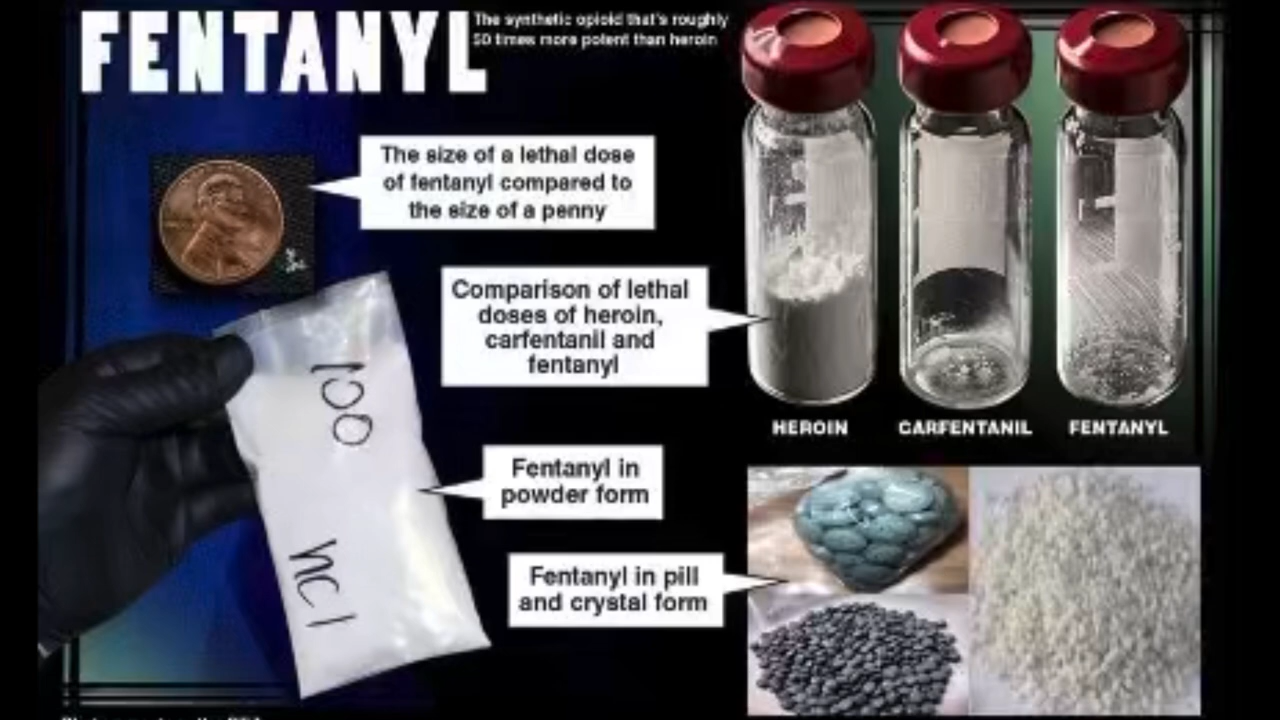 FENTANYL
The synthetic opioid that's roughly
50 times more potent than heroin
The size of a lethal dose
of fentanyl compared to
the size of a penny
Comparison of lethal
doses of heroin,
carfentanil and
fentanyl
HEROIN
CARFENTANIL
FENTANYL
100
HCl
Fentanyl in
powder form
Fentanyl in pill
and crystal form